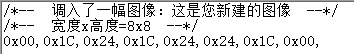 /*--  调入了一幅图像：这是您新建的图像  --*/
/*--  宽度x高度=8x8  --*/
0x00,0x1C,0x24,0x1C,0x24,0x24,0x1C,0x00,